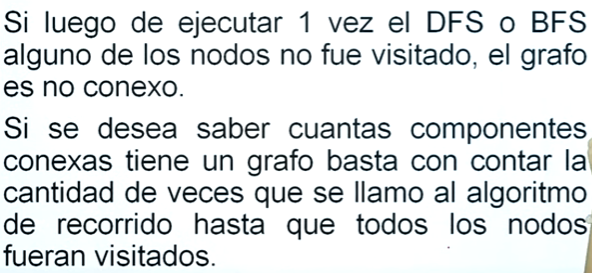 Si luego de ejecutar 1 vez el DFS o BFS
alguno de los nodos no fue visitado, el grafo
es no conexo.
Si se desea saber cuantas componentes
conexas tiene un grafo basta con contar la
cantidad de veces que se llamo al algoritmo
de recorrido hasta que todos los nodos
fueran visitados.